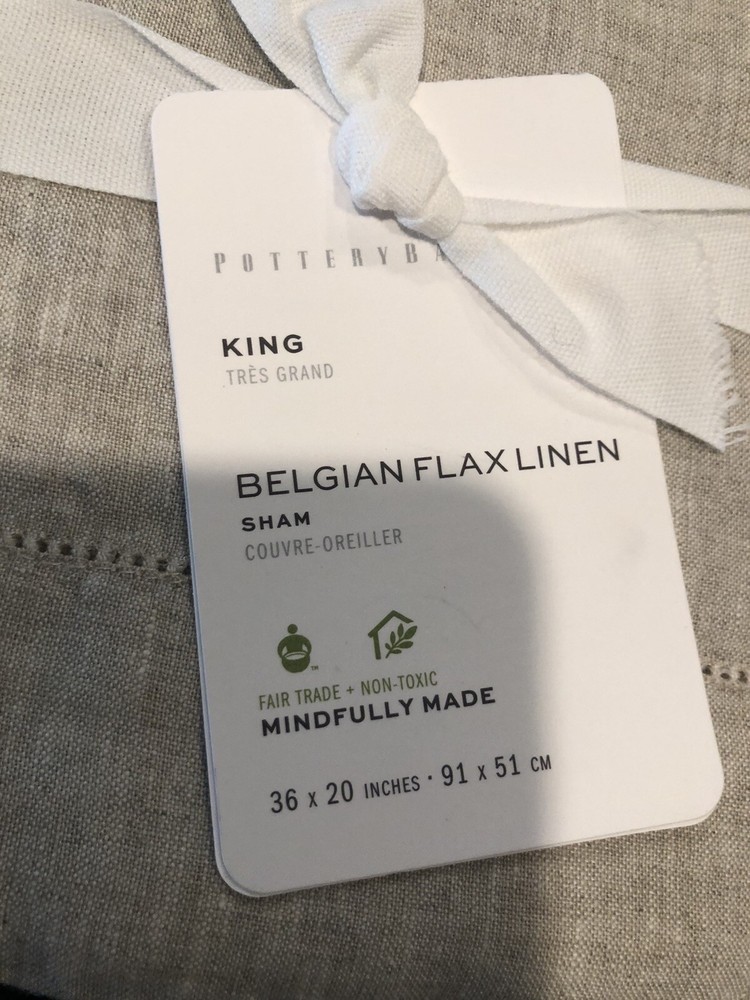 POTTERYBA
KING
TRÈS GRAND
BELGIAN FLAX LINEN
SHAM
COUVRE-OREILLER
TM
FAIR TRADE + NON-TOXIC
MINDFULLY MADE
36 x 20 INCHES · 91 x 51 CM